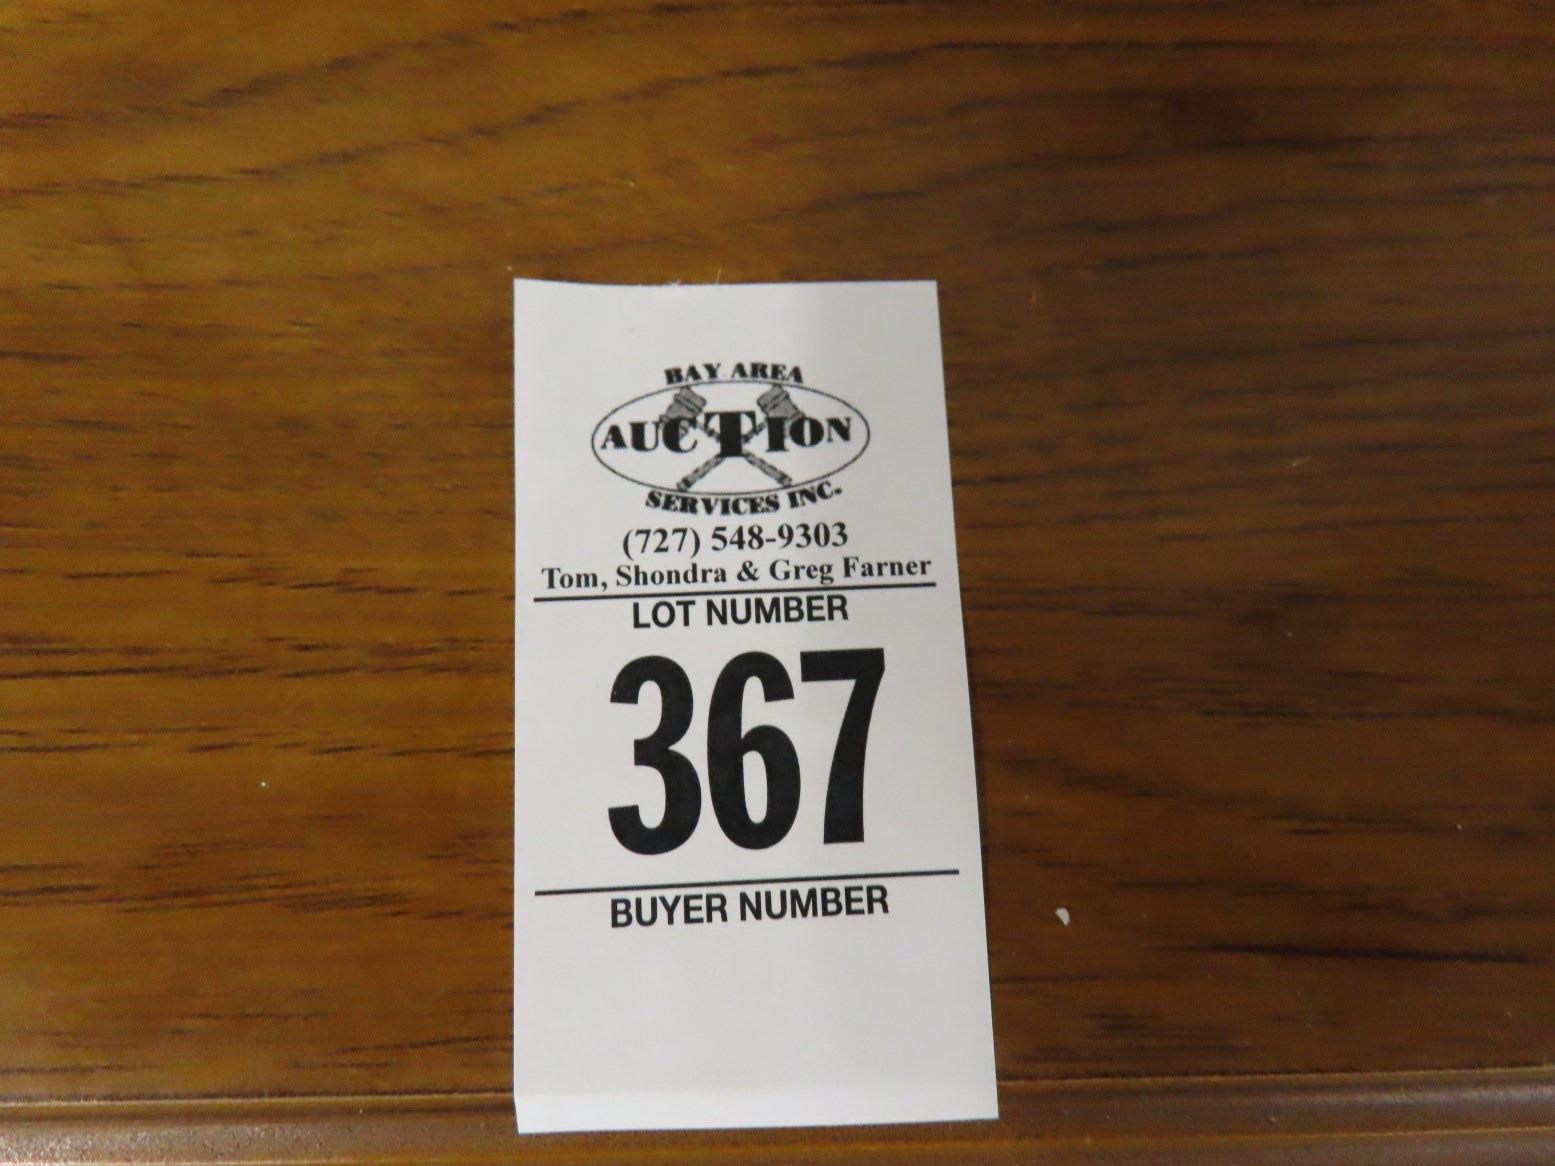 BAY AREA
AUCTION
SERVICES INC.
(727) 548-9303
Tom, Shondra & Greg Farner
LOT NUMBER
367
BUYER NUMBER